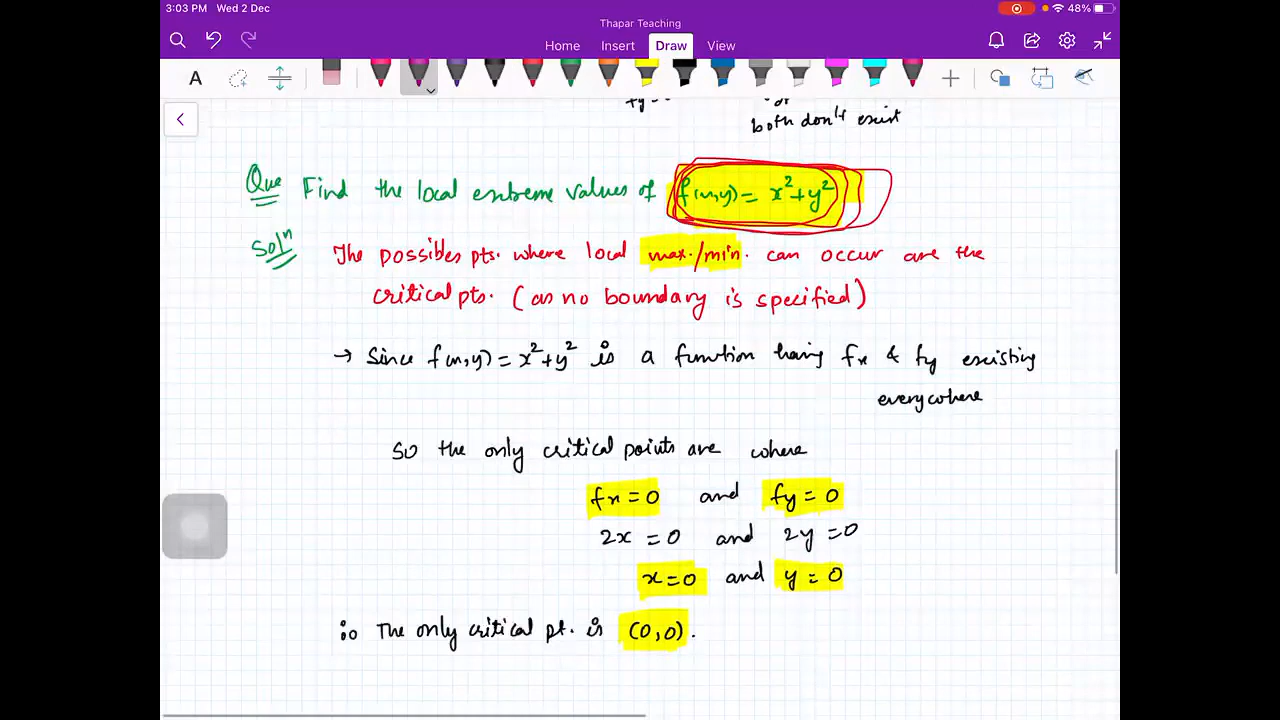 3:03 PM Wed 2 Dec
48%
Thapar Teaching
Home Insert Draw View
A
both don't exist
Que Find the local extreme values of f(x,y) = x²+y²
Solⁿ The possible pts. where local max./min. can occur are the
critical pts. (as no boundary is specified)
→ Since f(x,y) = x²+y² is a function having fx & fy existing
everywhere
So the only critical points are where
fx = 0 and fy = 0
2x = 0 and 2y = 0
x = 0 and y = 0
∴ The only critical pt. is (0,0).